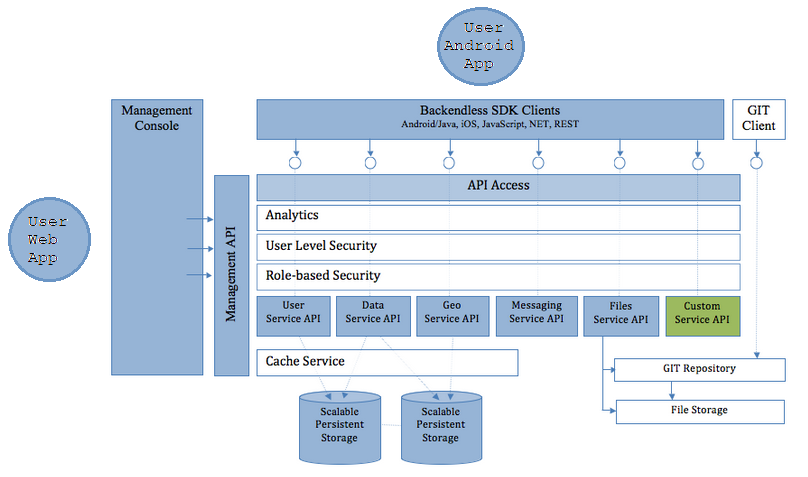 User
Android
App
Management
Console
Backendless SDK Clients
Android/Java, iOS, JavaScript, NET, REST
GIT
Client
API Access
Analytics
User
Web
App
Management API
User Level Security
Role-based Security
User
Service API
Data
Service API
Geo
Service API
Messaging
Service API
Files
Service API
Custom
Service API
Cache Service
GIT Repository
File Storage
Scalable
Persistent
Storage
Scalable
Persistent
Storage